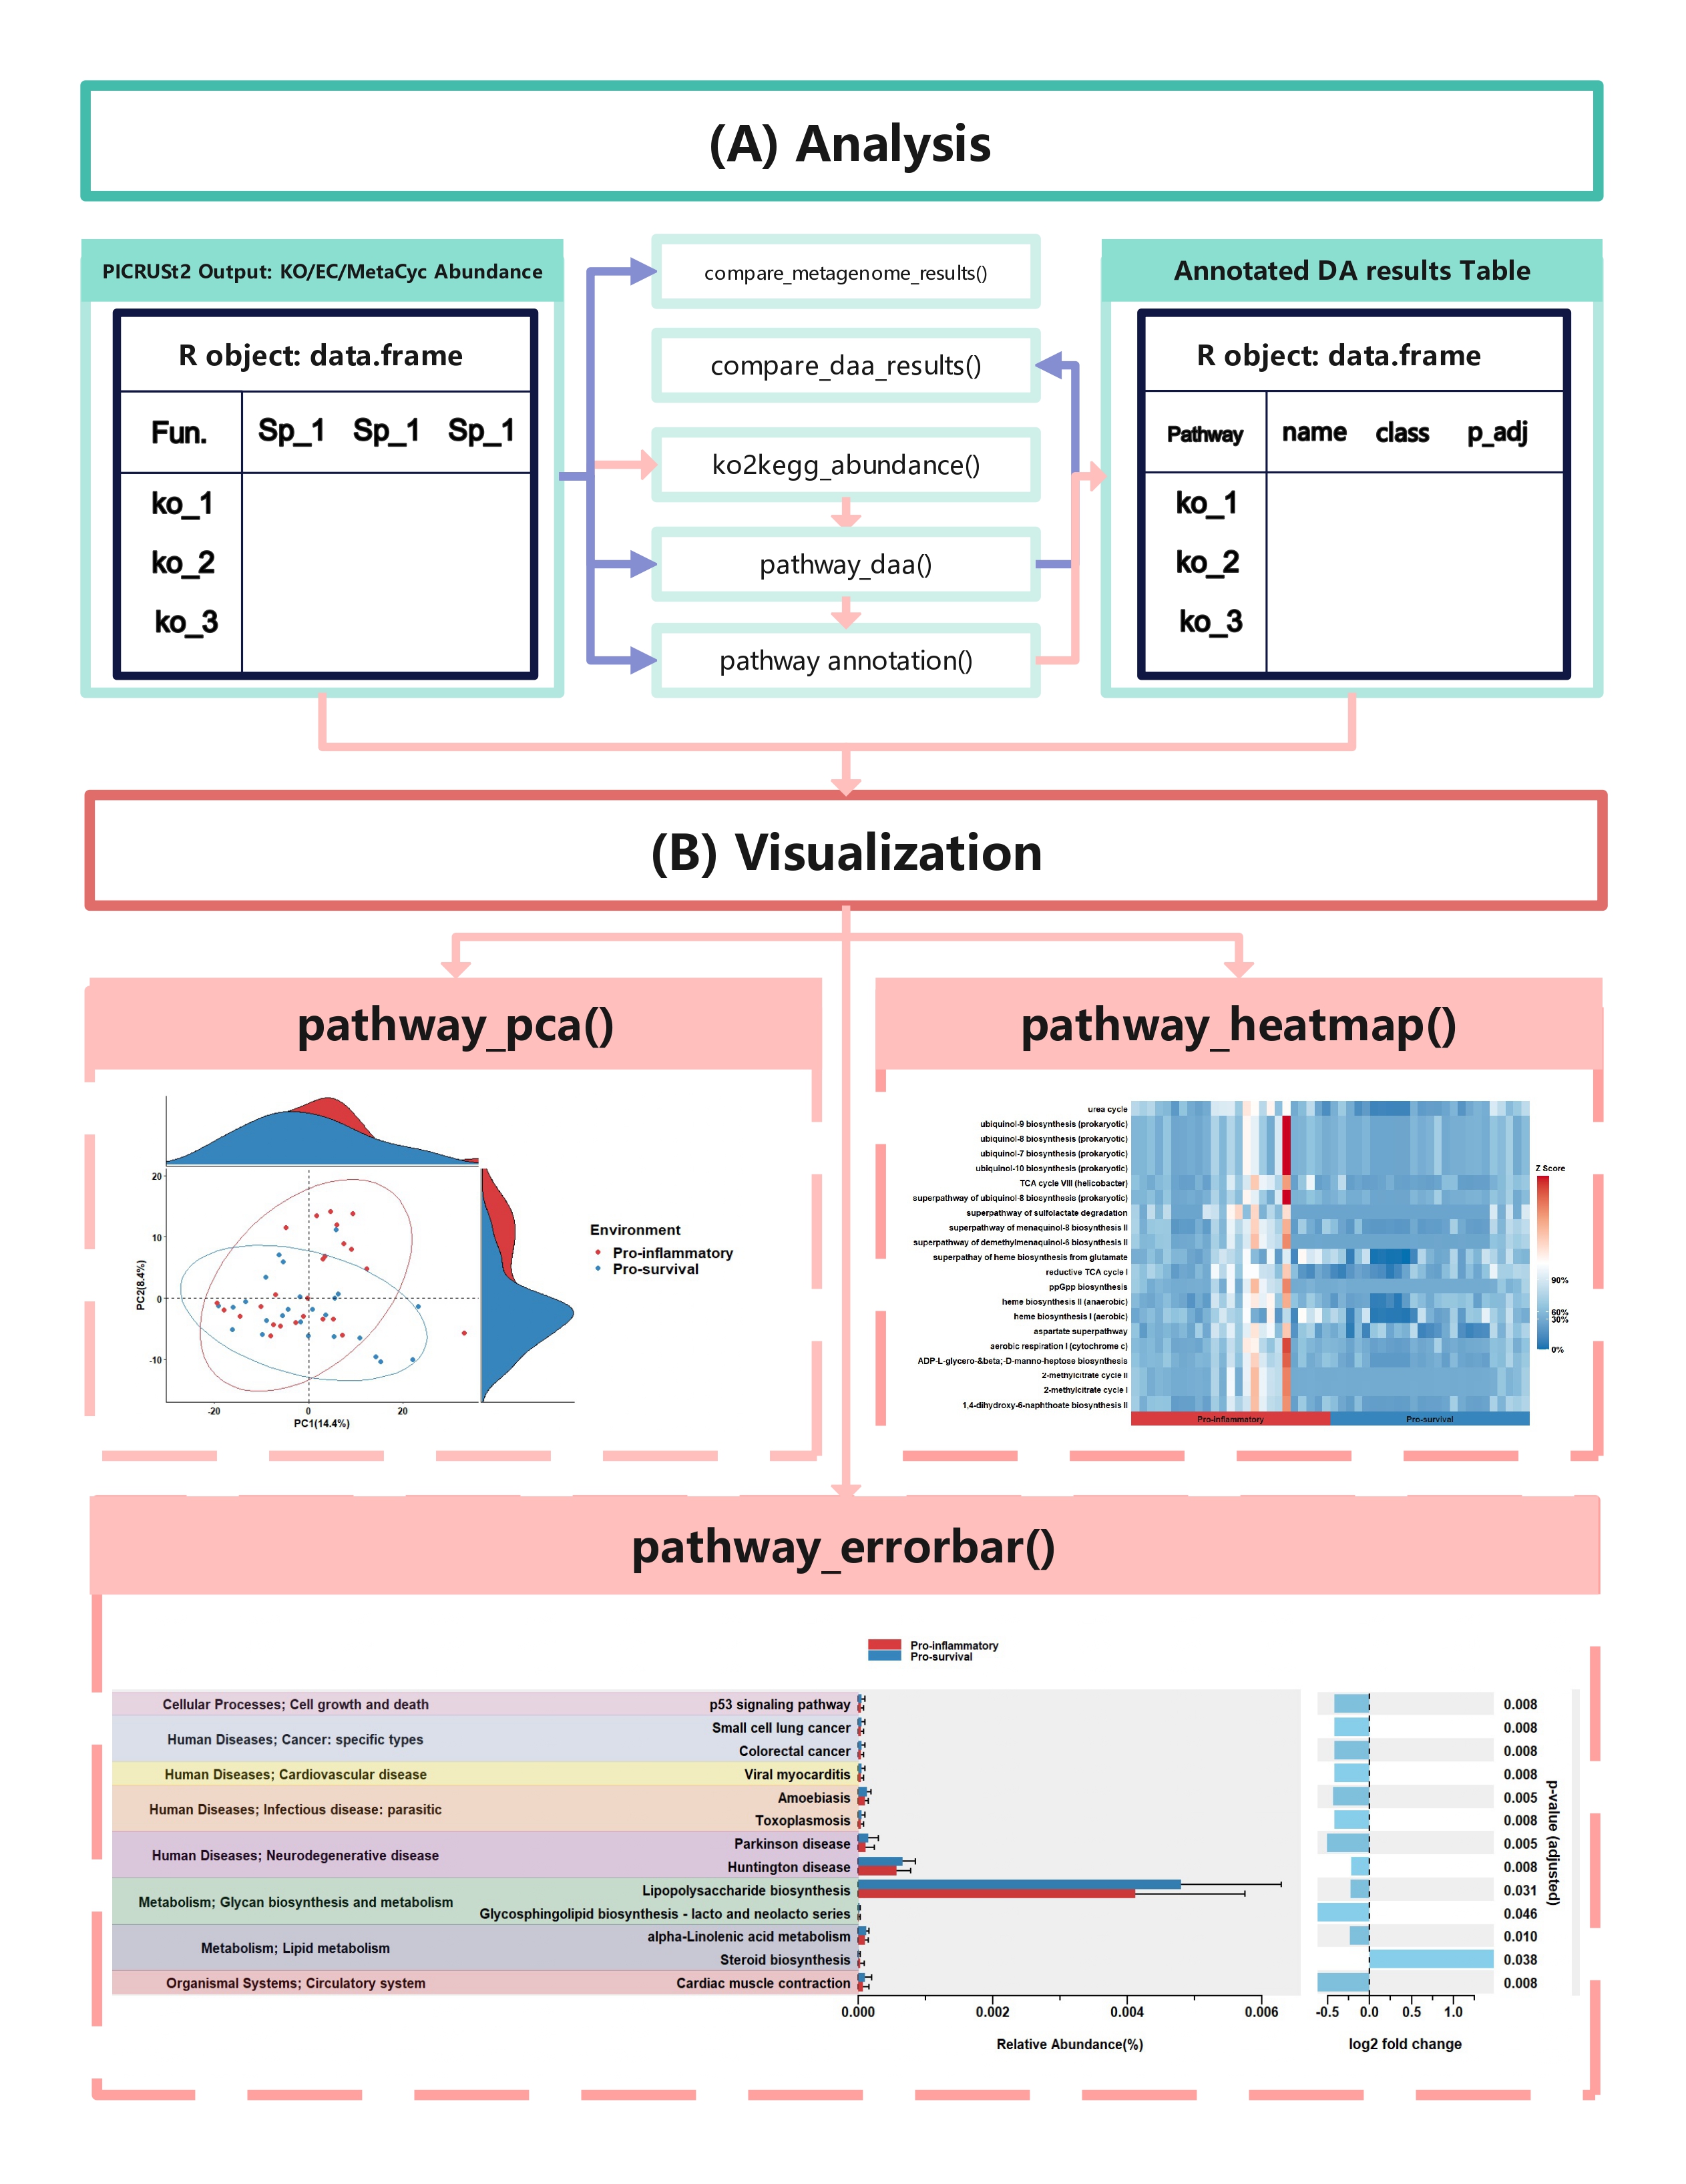 (A) Analysis
PICRUSt2 Output: KO/EC/MetaCyc Abundance
R object: data.frame
Fun. Sp_1 Sp_1 Sp_1
ko_1
ko_2
ko_3
compare_metagenome_results()
compare_daa_results()
ko2kegg_abundance()
pathway_daa()
pathway annotation()
Annotated DA results Table
R object: data.frame
Pathway name class p_adj
ko_1
ko_2
ko_3
(B) Visualization
pathway_pca()
20
10
0
-10
PC2(8.4%)
-20 0 20
PC1(14.4%)
Environment
Pro-inflammatory
Pro-survival
pathway_heatmap()
urea cycle
ubiquinol-9 biosynthesis (prokaryotic)
ubiquinol-8 biosynthesis (prokaryotic)
ubiquinol-7 biosynthesis (prokaryotic)
ubiquinol-10 biosynthesis (prokaryotic)
TCA cycle VIII (helicobacter)
superpathway of ubiquinol-8 biosynthesis (prokaryotic)
superpathway of sulfolactate degradation
superpathway of menaquinol-8 biosynthesis II
superpathway of demethylmenaquinol-6 biosynthesis II
superpathay of heme biosynthesis from glutamate
reductive TCA cycle I
ppGpp biosynthesis
heme biosynthesis II (anaerobic)
heme biosynthesis I (aerobic)
aspartate superpathway
aerobic respiration I (cytochrome c)
ADP-L-glycero-&beta;-D-manno-heptose biosynthesis
2-methylcitrate cycle II
2-methylcitrate cycle I
1,4-dihydroxy-6-naphthoate biosynthesis II
Pro-inflammatory Pro-survival
Z Score
90%
60%
30%
0%
pathway_errorbar()
Pro-inflammatory
Pro-survival
Cellular Processes; Cell growth and death
Human Diseases; Cancer: specific types
Human Diseases; Cardiovascular disease
Human Diseases; Infectious disease: parasitic
Human Diseases; Neurodegenerative disease
Metabolism; Glycan biosynthesis and metabolism
Metabolism; Lipid metabolism
Organismal Systems; Circulatory system
p53 signaling pathway
Small cell lung cancer
Colorectal cancer
Viral myocarditis
Amoebiasis
Toxoplasmosis
Parkinson disease
Huntington disease
Lipopolysaccharide biosynthesis
Glycosphingolipid biosynthesis - lacto and neolacto series
alpha-Linolenic acid metabolism
Steroid biosynthesis
Cardiac muscle contraction
0.000 0.002 0.004 0.006
Relative Abundance(%)
-0.5 0.0 0.5 1.0
log2 fold change
0.008
0.008
0.008
0.008
0.005
0.008
0.005
0.008
0.031
0.046
0.010
0.038
0.008
p-value (adjusted)